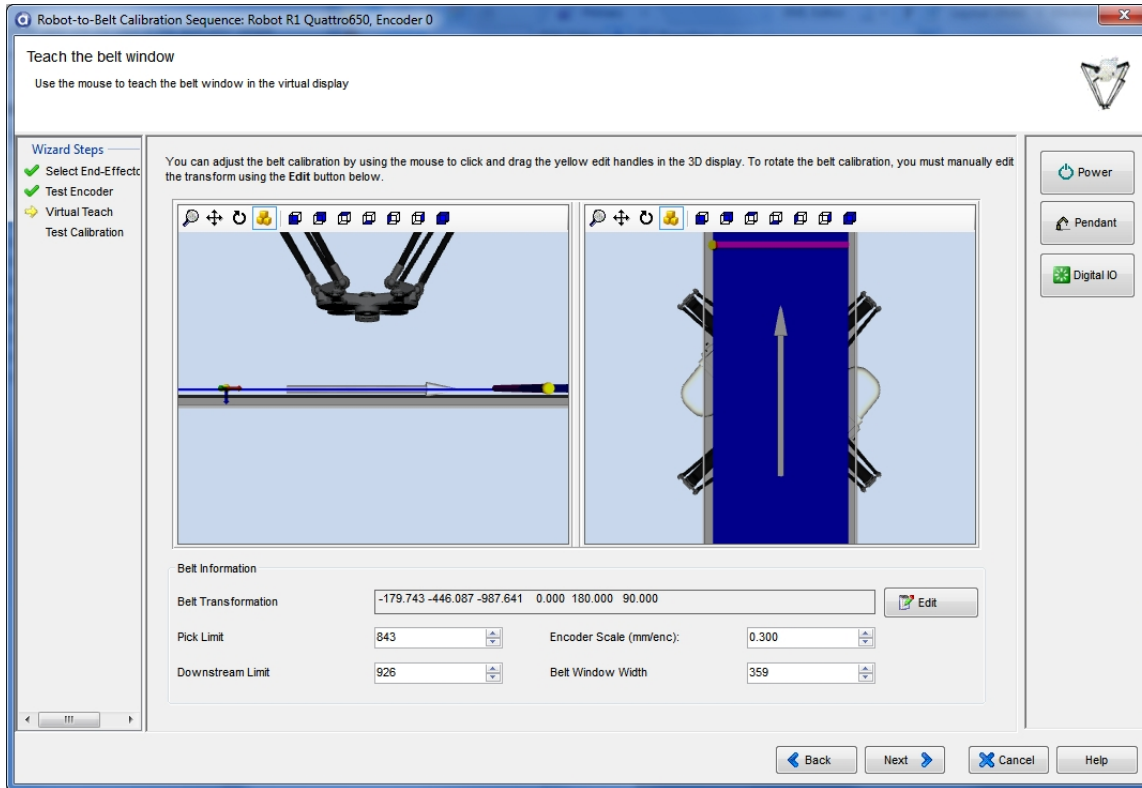 Robot-to-Belt Calibration Sequence: Robot R1 Quattro650, Encoder 0
Teach the belt window
Use the mouse to teach the belt window in the virtual display
Wizard Steps
Select End-Effecto
Test Encoder
Virtual Teach
Test Calibration
You can adjust the belt calibration by using the mouse to click and drag the yellow edit handles in the 3D display. To rotate the belt calibration, you must manually edit
the transform using the Edit button below.
Power
Pendant
Digital IO
Belt Information
Belt Transformation -179.743 -446.087 -987.641 0.000 180.000 90.000 Edit
Pick Limit 843 Encoder Scale (mm/enc): 0.300
Downstream Limit 926 Belt Window Width 359
Back Next Cancel Help